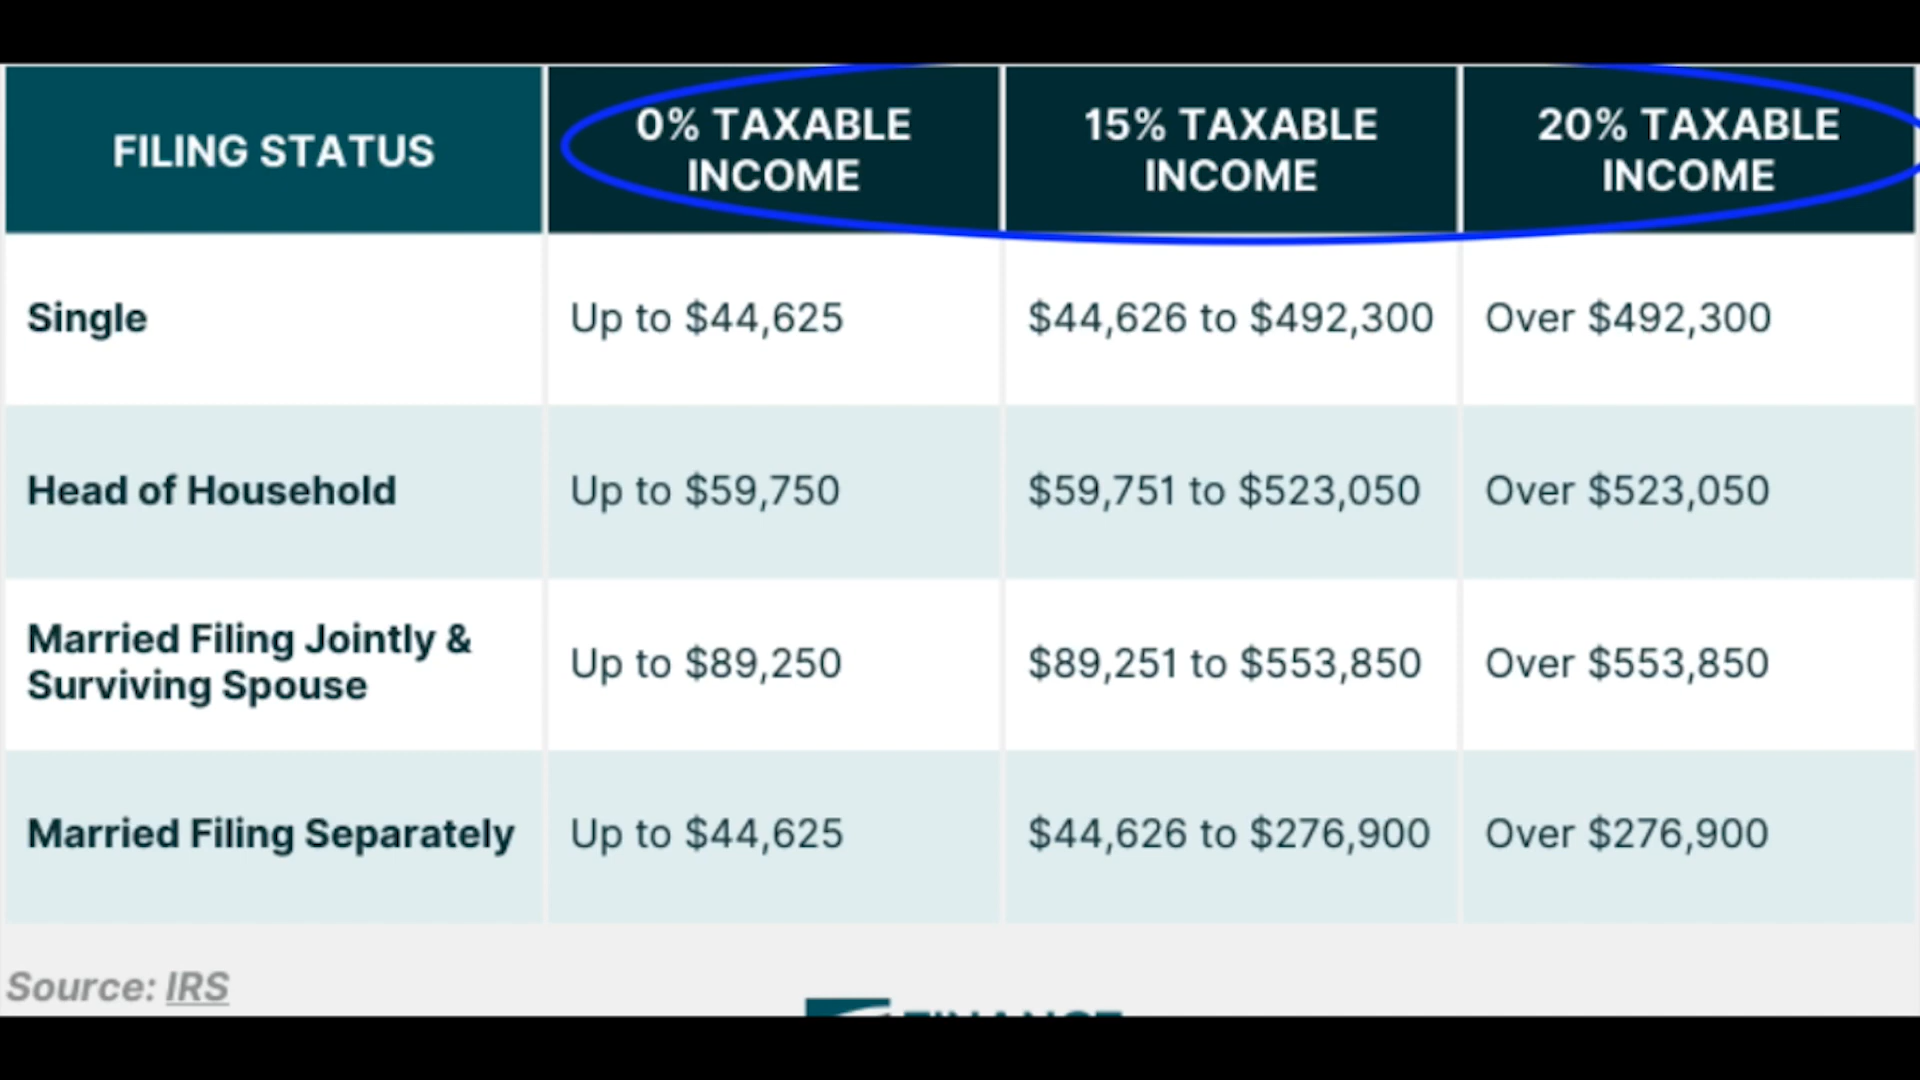 FILING STATUS
0% TAXABLE
INCOME
15% TAXABLE
INCOME
20% TAXABLE
INCOME
Single
Up to $44,625
$44,626 to $492,300
Over $492,300
Head of Household
Up to $59,750
$59,751 to $523,050
Over $523,050
Married Filing Jointly &
Surviving Spouse
Up to $89,250
$89,251 to $553,850
Over $553,850
Married Filing Separately
Up to $44,625
$44,626 to $276,900
Over $276,900
Source: IRS